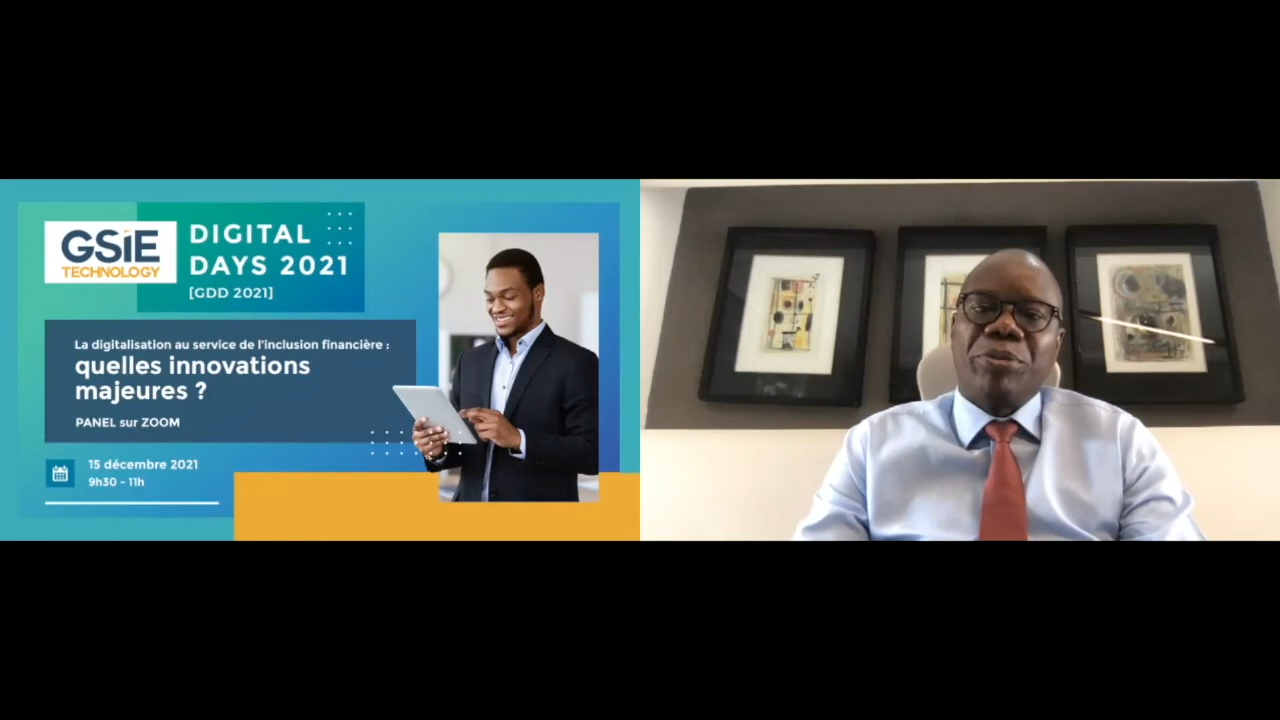 GSIE
TECHNOLOGY
DIGITAL
DAYS 2021
[GDD 2021]
La digitalisation au service de l'inclusion financière :
quelles innovations
majeures ?
PANEL sur ZOOM
15 décembre 2021
9h30 - 11h